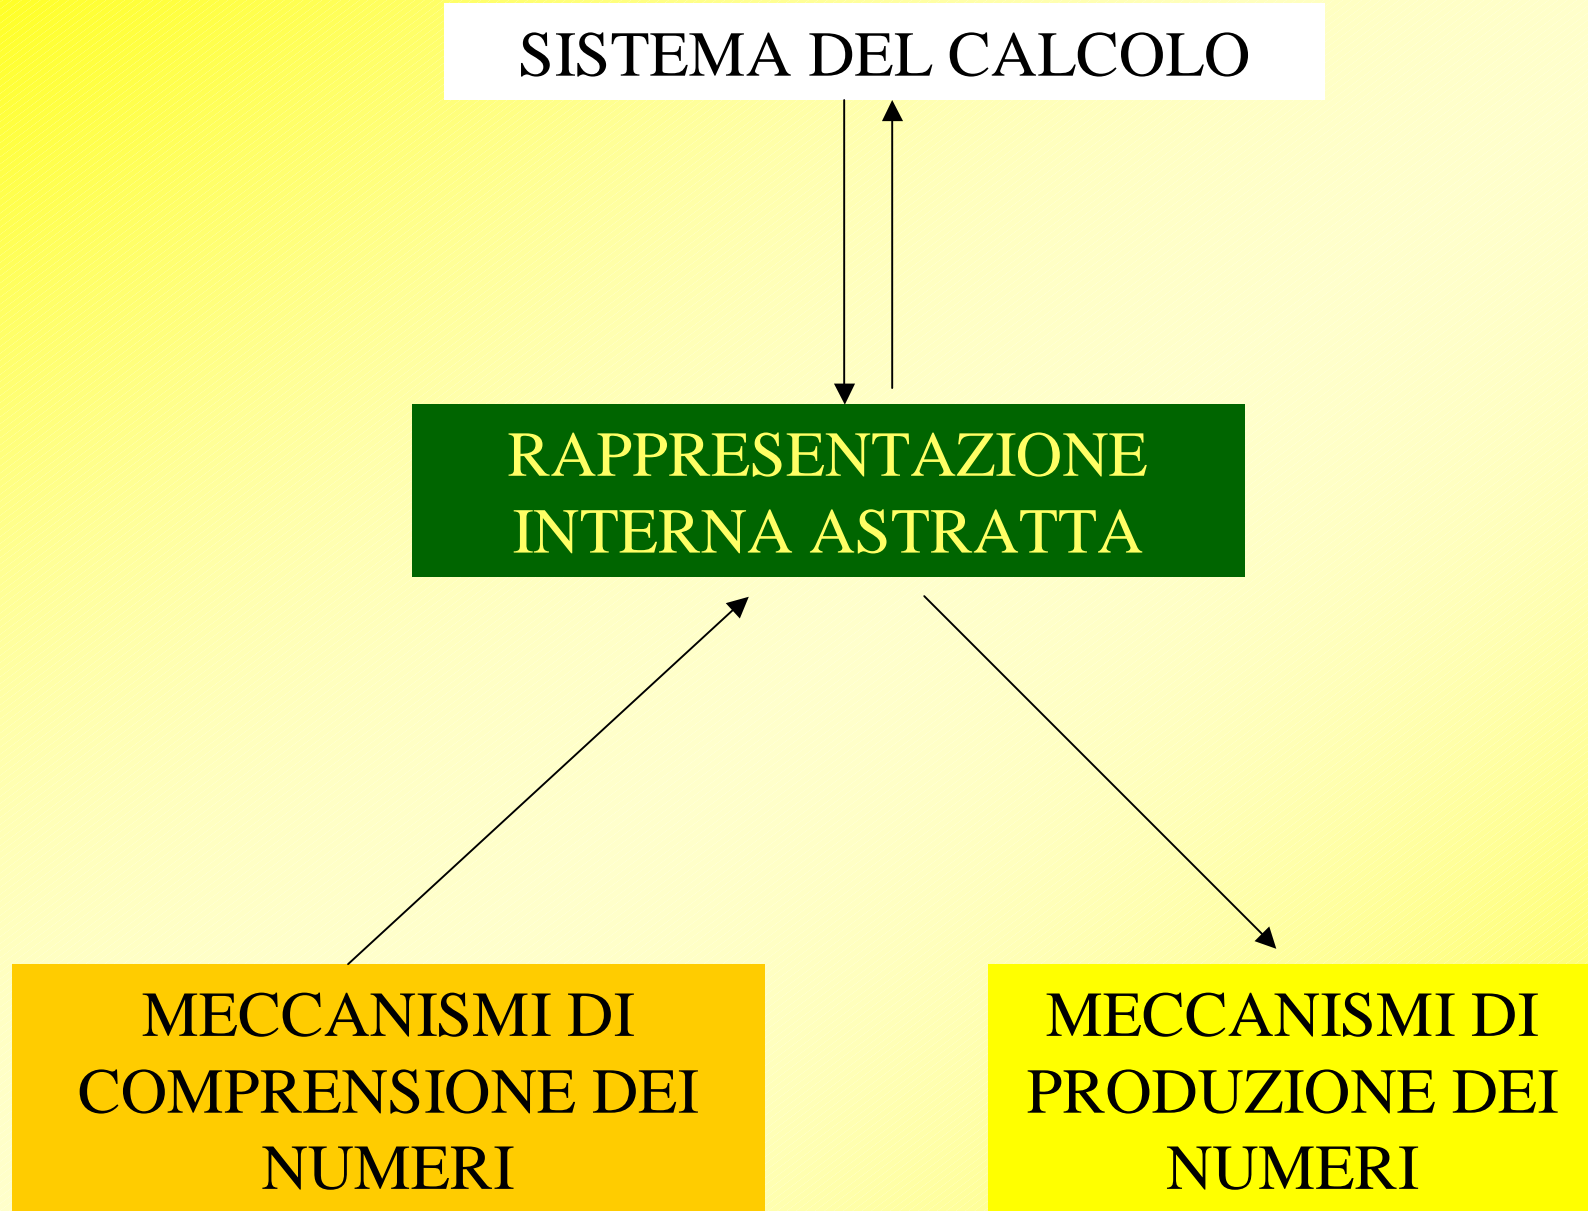 SISTEMA DEL CALCOLO
RAPPRESENTAZIONE
INTERNA ASTRATTA
MECCANISMI DI
COMPRENSIONE DEI
NUMERI
MECCANISMI DI
PRODUZIONE DEI
NUMERI